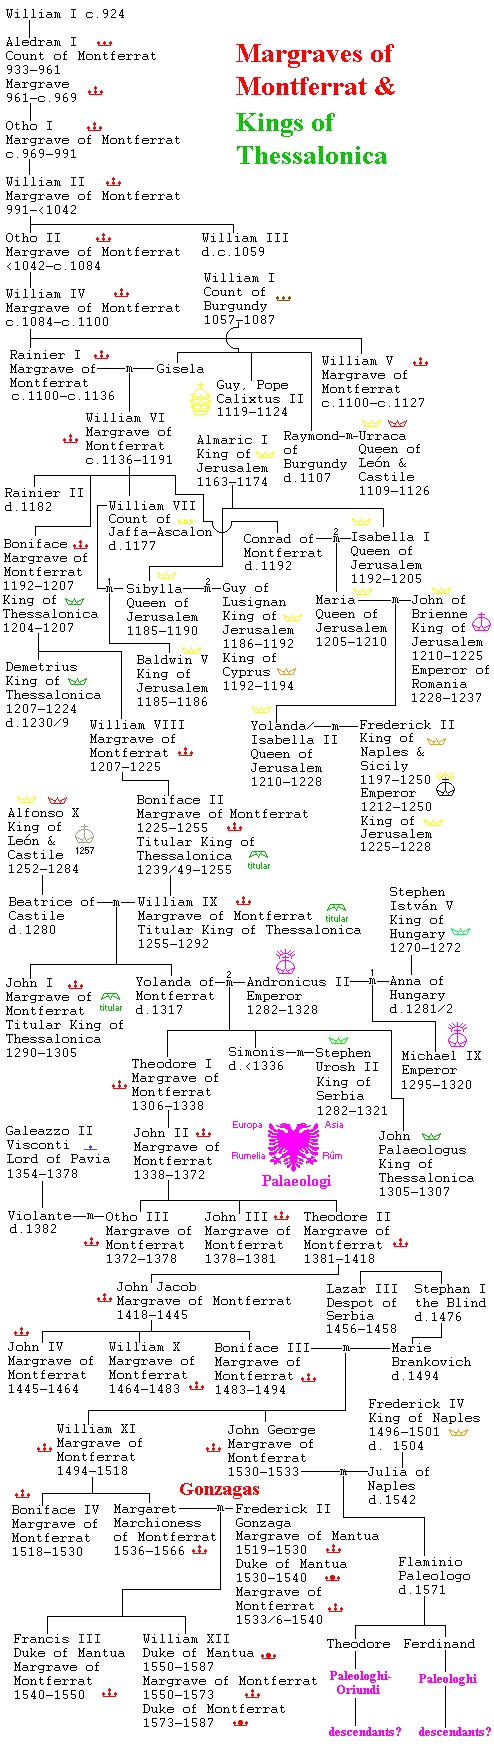 William I c.924
Aledram I
Count of Montferrat
933-961
Margrave
961-c.969
Margraves of
Montferrat &
Kings of
Thessalonica
Otho I
Margrave of Montferrat
c.969-991
William II
Margrave of Montferrat
991-<1042
Otho II
Margrave of Montferrat
<1042-c.1084
William III
d.c.1059
William I
Count of
Burgundy
1057-1087
William IV
Margrave of Montferrat
c.1084-c.1100
Rainier I
Margrave of
Montferrat
c.1100-c.1136
m
Gisela
Guy, Pope
Calixtus II
1119-1124
William V
Margrave of
Montferrat
c.1100-c.1127
William VI
Margrave of
Montferrat
c.1136-1191
Almaric I
King of
Jerusalem
1163-1174
Raymond
of
Burgundy
d.1107
m
Urraca
Queen of
León &
Castile
1109-1126
Rainier II
d.1182
William VII
Count of
Jaffa-Ascalon
d.1177
Conrad of
Montferrat
d.1192
2
m
Isabella I
Queen of
Jerusalem
1192-1205
Boniface
Margrave of
Montferrat
1192-1207
King of
Thessalonica
1204-1207
1
m
Sibylla
Queen of
Jerusalem
1185-1190
2
m
Guy of
Lusignan
King of
Jerusalem
1186-1192
King of
Cyprus
1192-1194
Maria
Queen of
Jerusalem
1205-1210
m
John of
Brienne
King of
Jerusalem
1210-1225
Emperor of
Romania
1228-1237
Baldwin V
King of
Jerusalem
1185-1186
Demetrius
King of
Thessalonica
1207-1224
d.1230/9
William VIII
Margrave of
Montferrat
1207-1225
Yolanda/
Isabella II
Queen of
Jerusalem
1210-1228
m
Frederick II
King of
Naples &
Sicily
1197-1250
Emperor
1212-1250
King of
Jerusalem
1225-1228
Boniface II
Margrave of Montferrat
1225-1255
Titular King of
Thessalonica
1239/49-1255
titular
Alfonso X
King of
León &
Castile
1252-1284
1257
Beatrice of
Castile
d.1280
m
William IX
Margrave of Montferrat
Titular King of Thessalonica
1255-1292
titular
Stephen
István V
King of
Hungary
1270-1272
John I
Margrave of
Montferrat
Titular King of
Thessalonica
1290-1305
titular
Yolanda of
Montferrat
d.1317
2
m
Andronicus II
Emperor
1282-1328
1
m
Anna of
Hungary
d.1281/2
Michael IX
Emperor
1295-1320
Theodore I
Margrave of
Montferrat
1306-1338
Simonis
d.<1336
m
Stephen
Urosh II
King of
Serbia
1282-1321
Galeazzo II
Visconti
Lord of Pavia
1354-1378
John II
Margrave of
Montferrat
1338-1372
Europa
Asia
Rumelia
Rûm
Palaeologi
John
Palaeologus
King of
Thessalonica
1305-1307
Violante
d.1382
m
Otho III
Margrave of
Montferrat
1372-1378
John III
Margrave of
Montferrat
1378-1381
Theodore II
Margrave of
Montferrat
1381-1418
John Jacob
Margrave of Montferrat
1418-1445
Lazar III
Despot of
Serbia
1456-1458
Stephan I
the Blind
d.1476
John IV
Margrave of
Montferrat
1445-1464
William X
Margrave of
Montferrat
1464-1483
Boniface III
Margrave of
Montferrat
1483-1494
m
Marie
Brankovich
d.1494
Frederick IV
King of Naples
1496-1501
d. 1504
William XI
Margrave of
Montferrat
1494-1518
John George
Margrave of
Montferrat
1530-1533
m
Julia of
Naples
d.1542
Gonzagas
Boniface IV
Margrave of
Montferrat
1518-1530
Margaret
Marchioness
of Montferrat
1536-1566
m
Frederick II
Gonzaga
Margrave of Mantua
1519-1530
Duke of Mantua
1530-1540
Margrave of
Montferrat
1533/6-1540
Flaminio
Paleologo
d.1571
Francis III
Duke of Mantua
Margrave of
Montferrat
1540-1550
William XII
Duke of Mantua
1550-1587
Margrave of Montferrat
1550-1573
Duke of Montferrat
1573-1587
Theodore
Ferdinand
Paleologhi-
Oriundi
Paleologhi
descendants?
descendants?